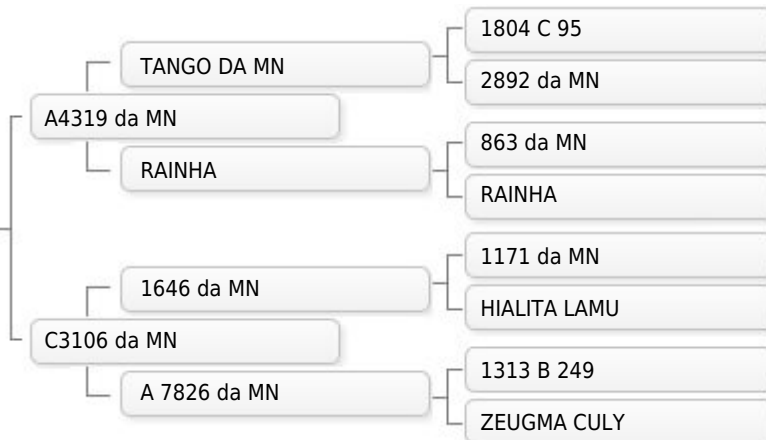 1804 C 95
TANGO DA MN
2892 da MN
A4319 da MN
863 da MN
RAINHA
RAINHA
1171 da MN
1646 da MN
HIALITA LAMU
C3106 da MN
1313 B 249
A 7826 da MN
ZEUGMA CULY